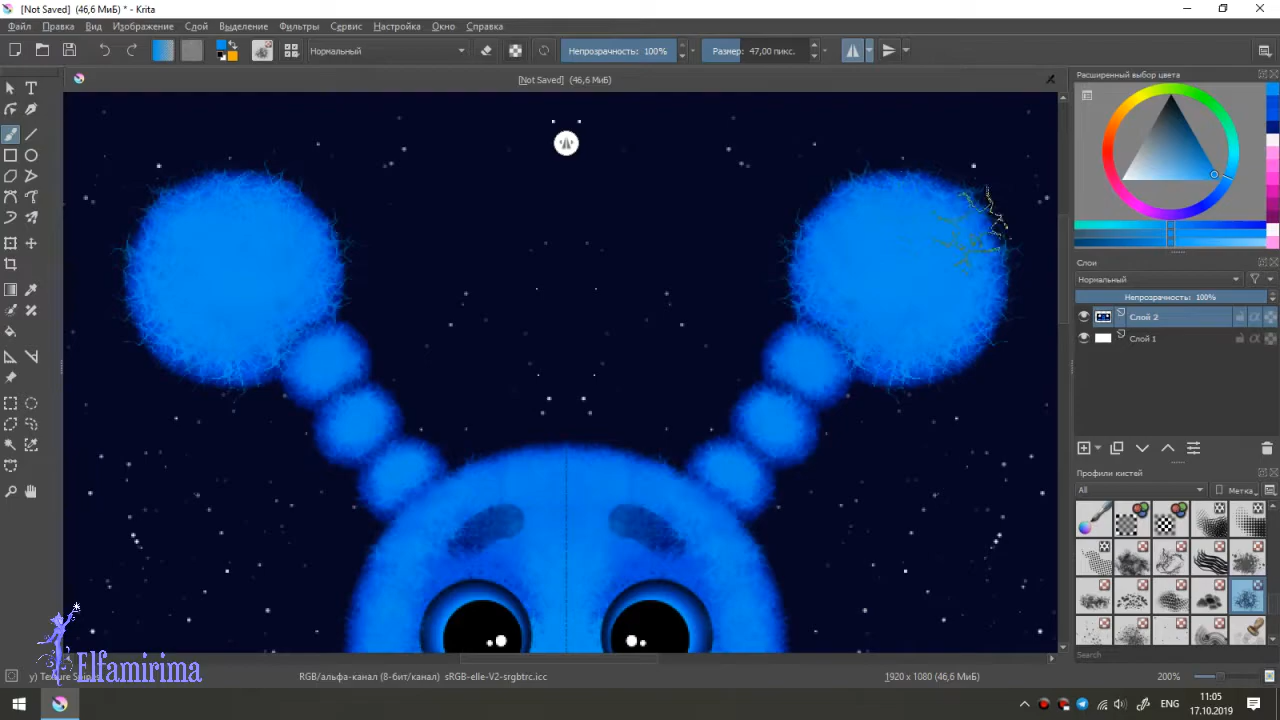 [Not Saved] (46,6 МиБ) * - Krita
Файл Правка Вид Изображение Слой Выделение Фильтры Сервис Настройка Окно Справка
Нормальный Непрозрачность: 100% Размер: 47,00 пикс.
[Not Saved] (46,6 МиБ)
Расширенный выбор цвета
Слои
Нормальный
Непрозрачность: 100%
Слой 2
Слой 1
Профили кистей
All Метка
Search
Elfamirima
y) Texture
RGB/альфа-канал (8-бит/канал) sRGB-elle-V2-srgbtrc.icc
1920 x 1080 (46,6 МиБ)
200%
ENG
11:05
17.10.2019